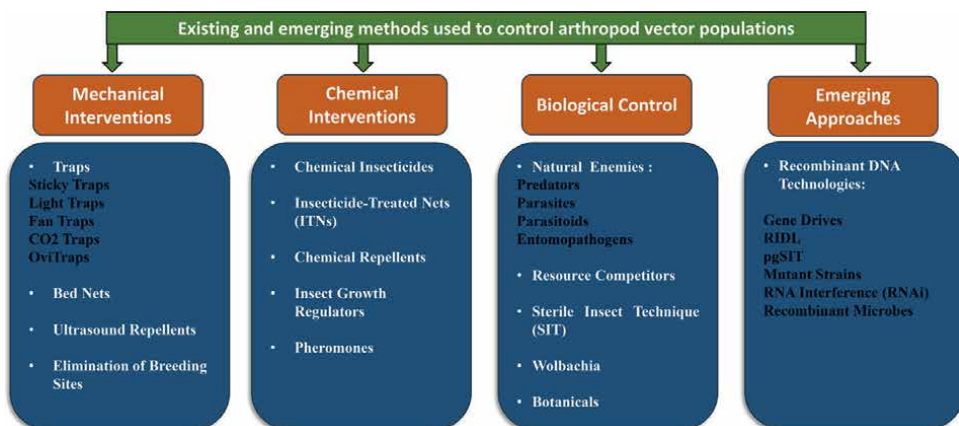 Existing and emerging methods used to control arthropod vector populations
Mechanical
Interventions
• Traps
Sticky Traps
Light Traps
Fan Traps
CO2 Traps
OviTraps
• Bed Nets
• Ultrasound Repellents
• Elimination of Breeding
Sites
Chemical
Interventions
• Chemical Insecticides
• Insecticide-Treated Nets
(ITNs)
• Chemical Repellents
• Insect Growth
Regulators
• Pheromones
Biological Control
• Natural Enemies :
Predators
Parasites
Parasitoids
Entomopathogens
• Resource Competitors
• Sterile Insect Technique
(SIT)
• Wolbachia
• Botanicals
Emerging
Approaches
• Recombinant DNA
Technologies:
Gene Drives
RIDL
pgSIT
Mutant Strains
RNA Interference (RNAi)
Recombinant Microbes